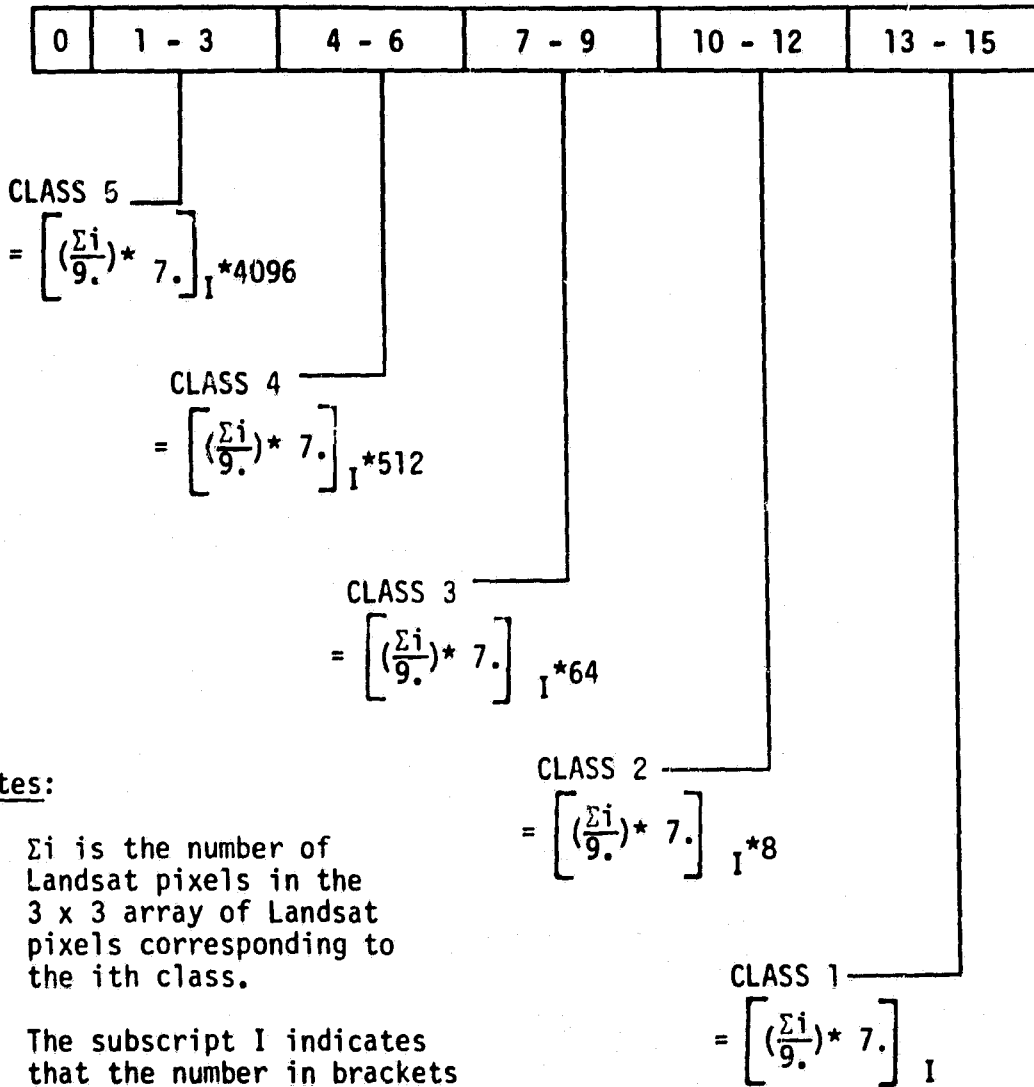 0 1 - 3 4 - 6 7 - 9 10 - 12 13 - 15
CLASS 5
= [(Σi/9.)* 7.]I*4096
CLASS 4
= [(Σi/9.)* 7.]I*512
CLASS 3
= [(Σi/9.)* 7.]I*64
CLASS 2
= [(Σi/9.)* 7.]I*8
tes:
Σi is the number of
Landsat pixels in the
3 x 3 array of Landsat
pixels corresponding to
the ith class.
CLASS 1
= [(Σi/9.)* 7.]I
The subscript I indicates
that the number in brackets